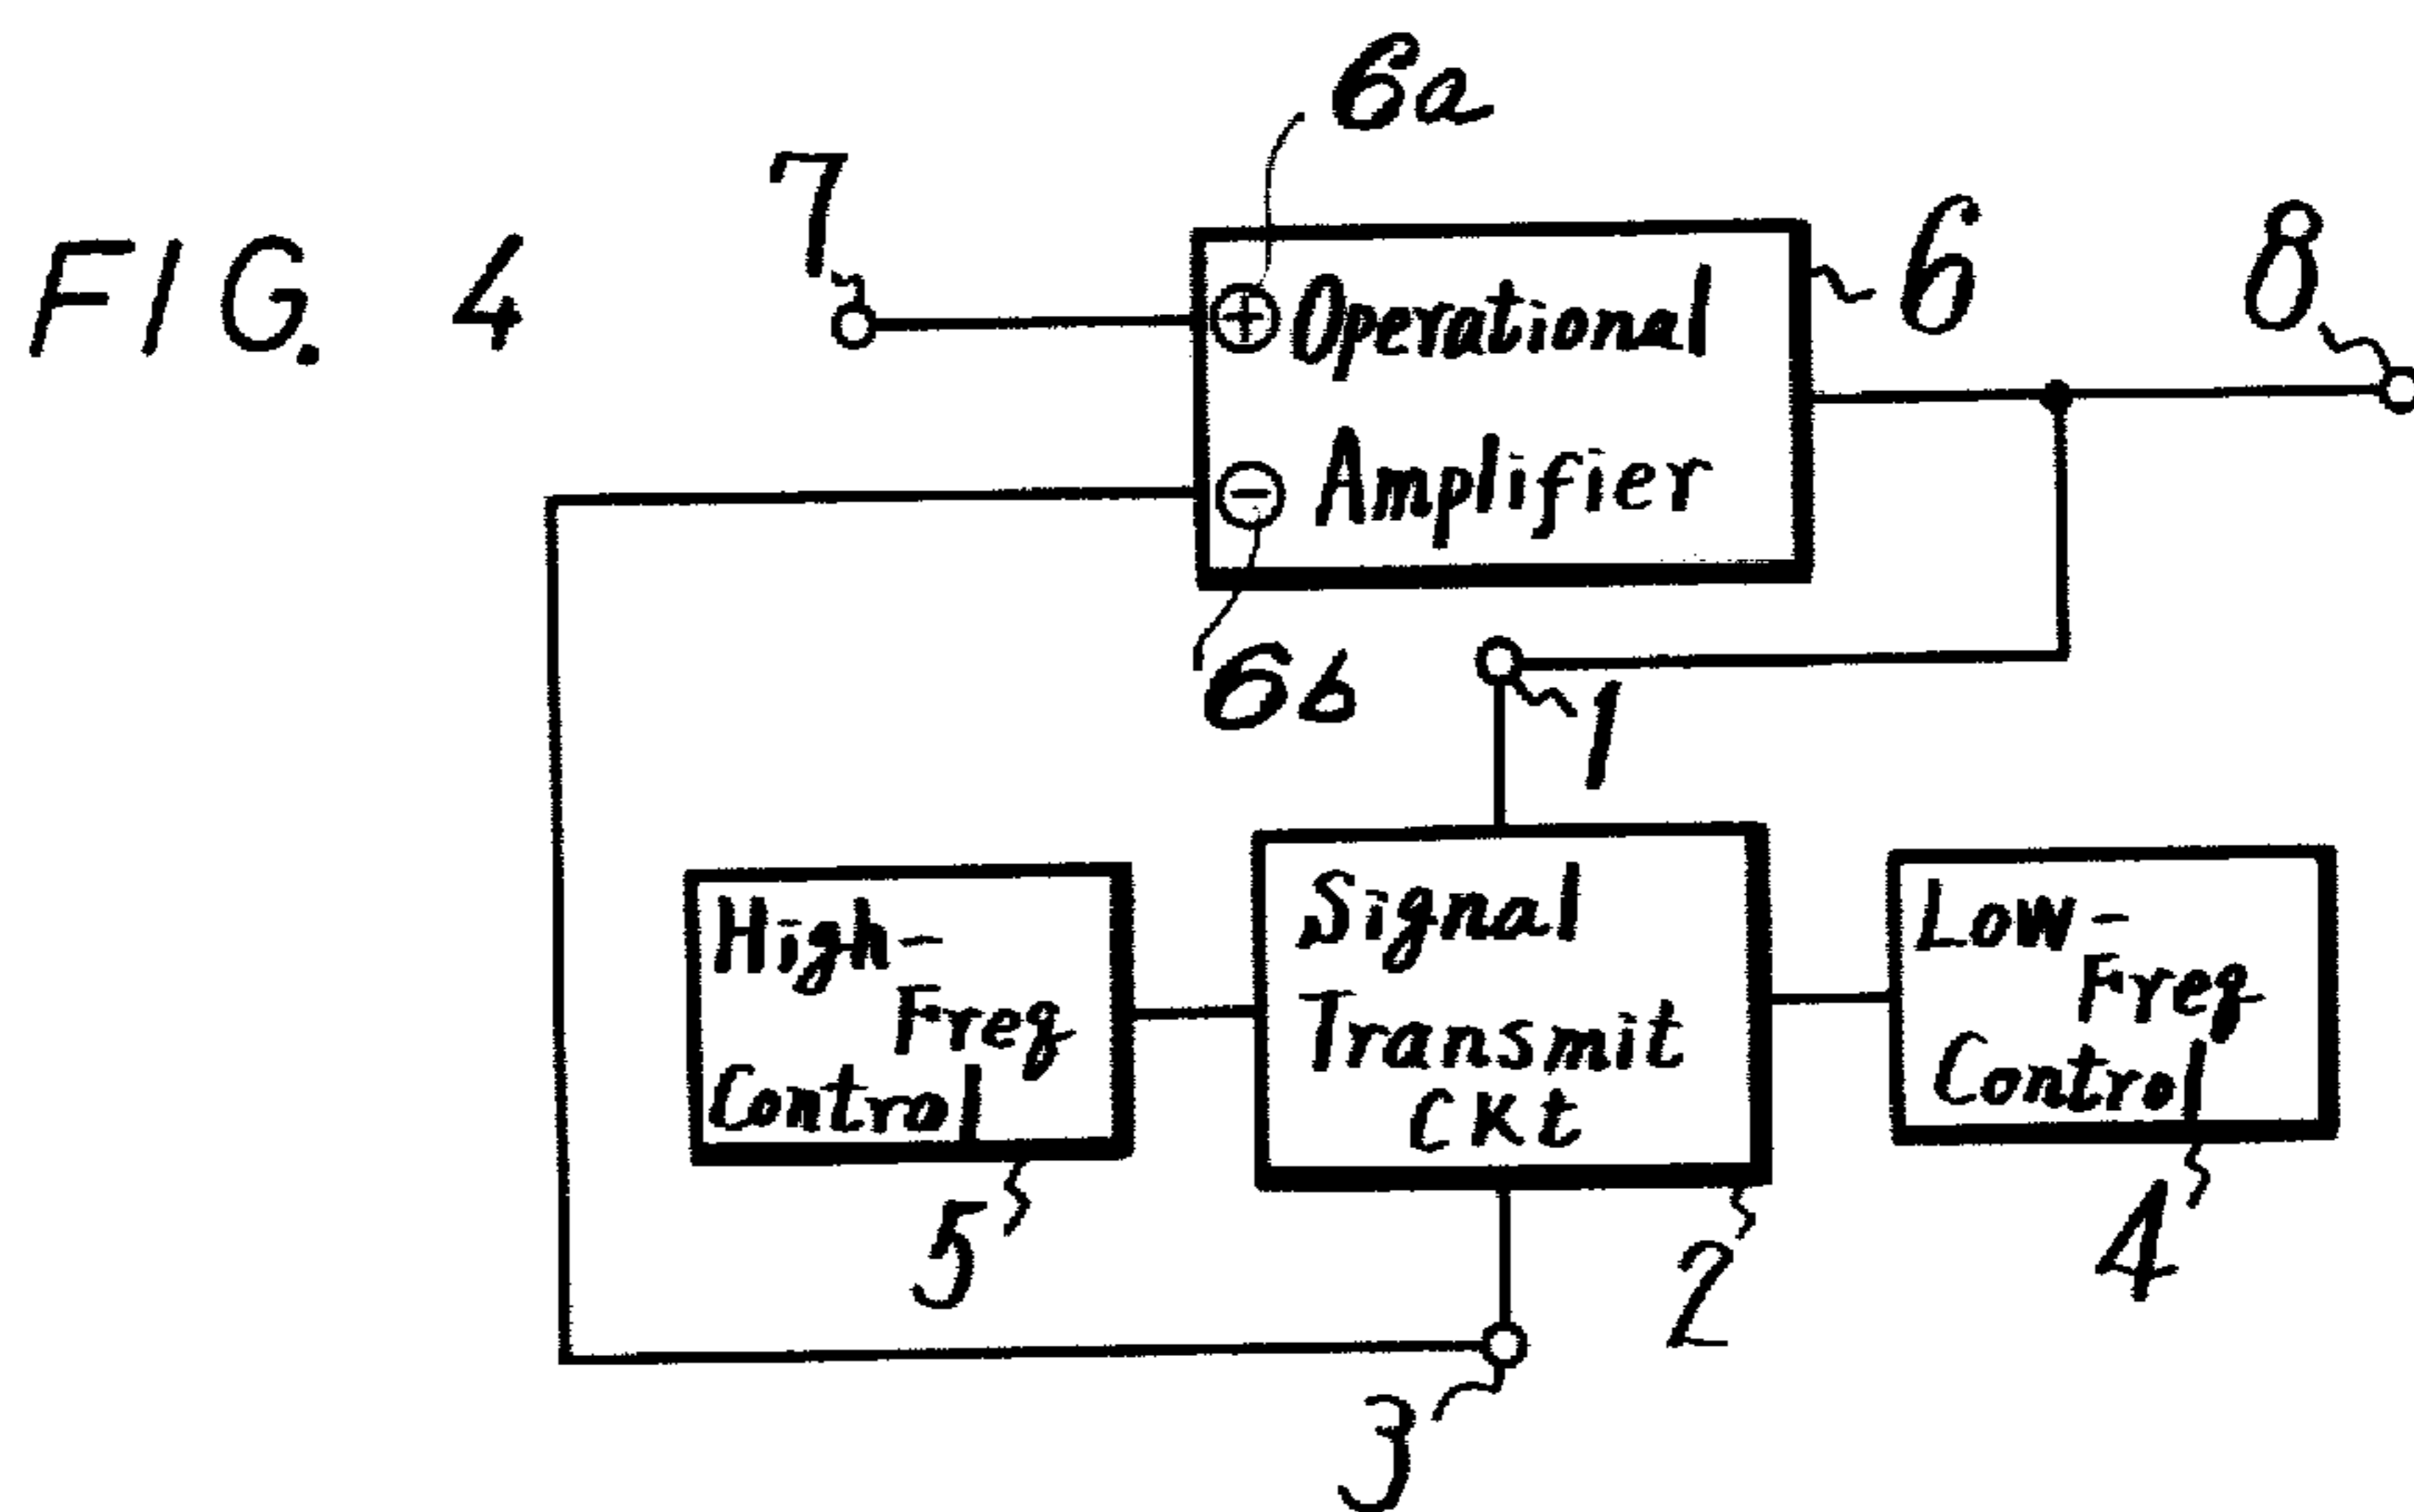 6a
7
FIG. 4
6
8
⊕ Operational
⊖ Amplifier
6b
1
High-
Freq
Control
Signal
Transmit
CKt
Low-
Freq
Control
5
2
4
3